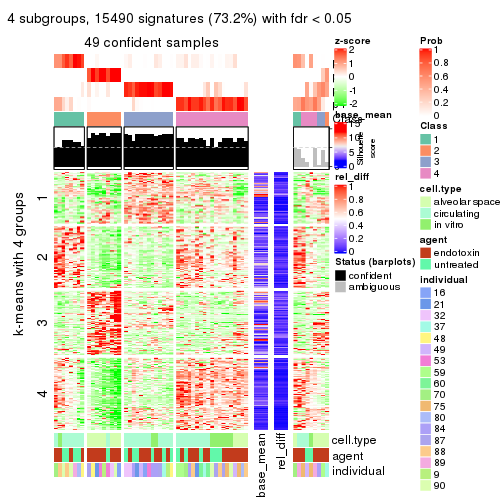 4 subgroups, 15490 signatures (73.2%) with fdr < 0.05
49 confident samples
k-means with 4 groups
1
2
3
4
Silhouette
score
cell.type
agent
individual
base_mean
rel_diff
z-score
2
1
0
-1
-2
base_mean
15
10
5
0
rel_diff
1
0.8
0.6
0.4
0.2
0
Status (barplots)
confident
ambiguous
Prob
1
0.8
0.6
0.4
0.2
0
Class
1
2
3
4
cell.type
alveolar space
circulating
in vitro
agent
endotoxin
untreated
individual
16
21
32
37
48
49
53
59
60
70
75
80
84
87
88
89
9
90